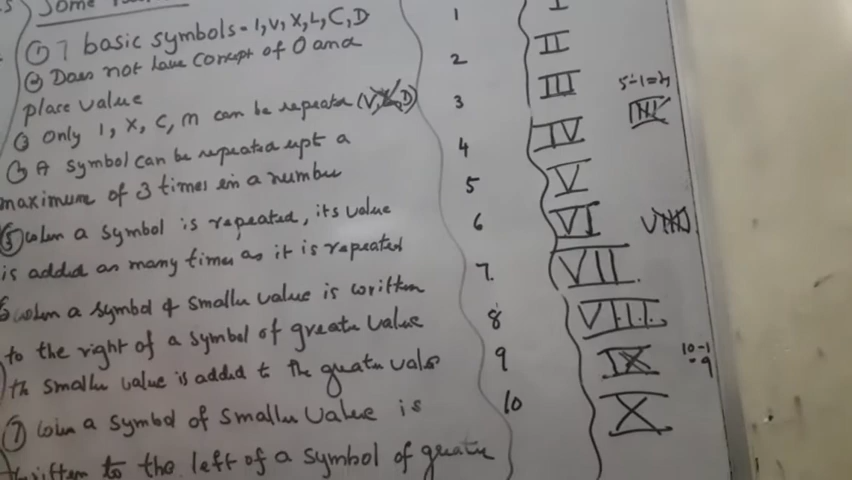 Some
① 7 basic symbols - I, V, X, L, C, D
② Does not have concept of 0 and
place value
③ Only I, X, C, M can be repeated (V, L, D)
④ A symbol can be repeated upt a
maximum of 3 times in a number
⑤ When a symbol is repeated, its value
is added as many times as it is repeated
6 when a symbol of smaller value is written
to the right of a symbol of greater value
th smaller value is added to the greater value
⑦ When a symbol of smaller value is
written to the left of a symbol of greater
1 I
2 II
3 III
4 IV 5-1=4 IIII
5 V
6 VI
7. VII
8 VIII
9 IX 10-1
= 9
10 X